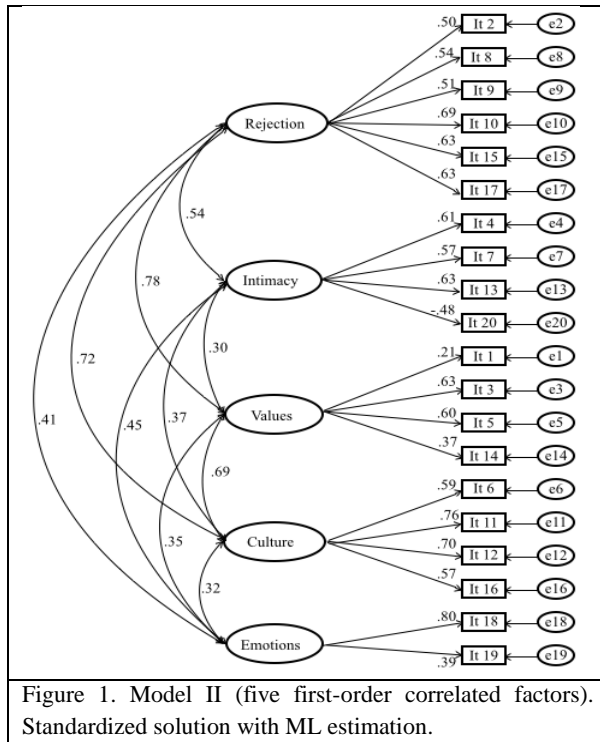 .50 It 2 e2
.54 It 8 e8
.51 It 9 e9
Rejection .69 It 10 e10
.63 It 15 e15
.63 It 17 e17
.54
.61 It 4 e4
.57 It 7 e7
Intimacy .63 It 13 e13
-.48 It 20 e20
.78
.30
.21 It 1 e1
.72
.63 It 3 e3
.41 .45 .37 Values .60 It 5 e5
.37 It 14 e14
.69
.59 It 6 e6
.76 It 11 e11
.35 Culture .70 It 12 e12
.57 It 16 e16
.32
.80 It 18 e18
Emotions
.39 It 19 e19
Figure 1. Model II (five first-order correlated factors).
Standardized solution with ML estimation.